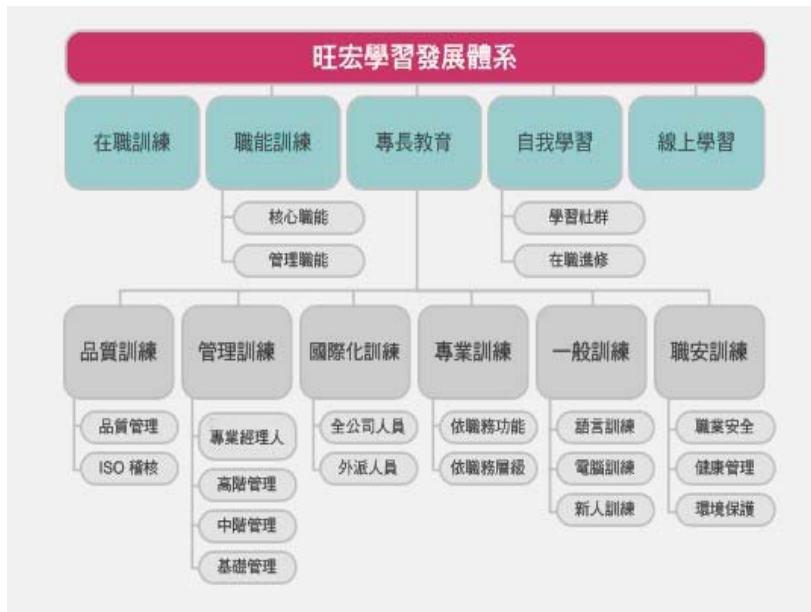 旺宏學習發展體系
在職訓練
職能訓練
專長教育
自我學習
線上學習
核心職能
管理職能
學習社群
在職進修
品質訓練
管理訓練
國際化訓練
專業訓練
一般訓練
職安訓練
品質管理
ISO 稽核
專業經理人
高階管理
中階管理
基礎管理
全公司人員
外派人員
依職務功能
依職務層級
語言訓練
電腦訓練
新人訓練
職業安全
健康管理
環境保護